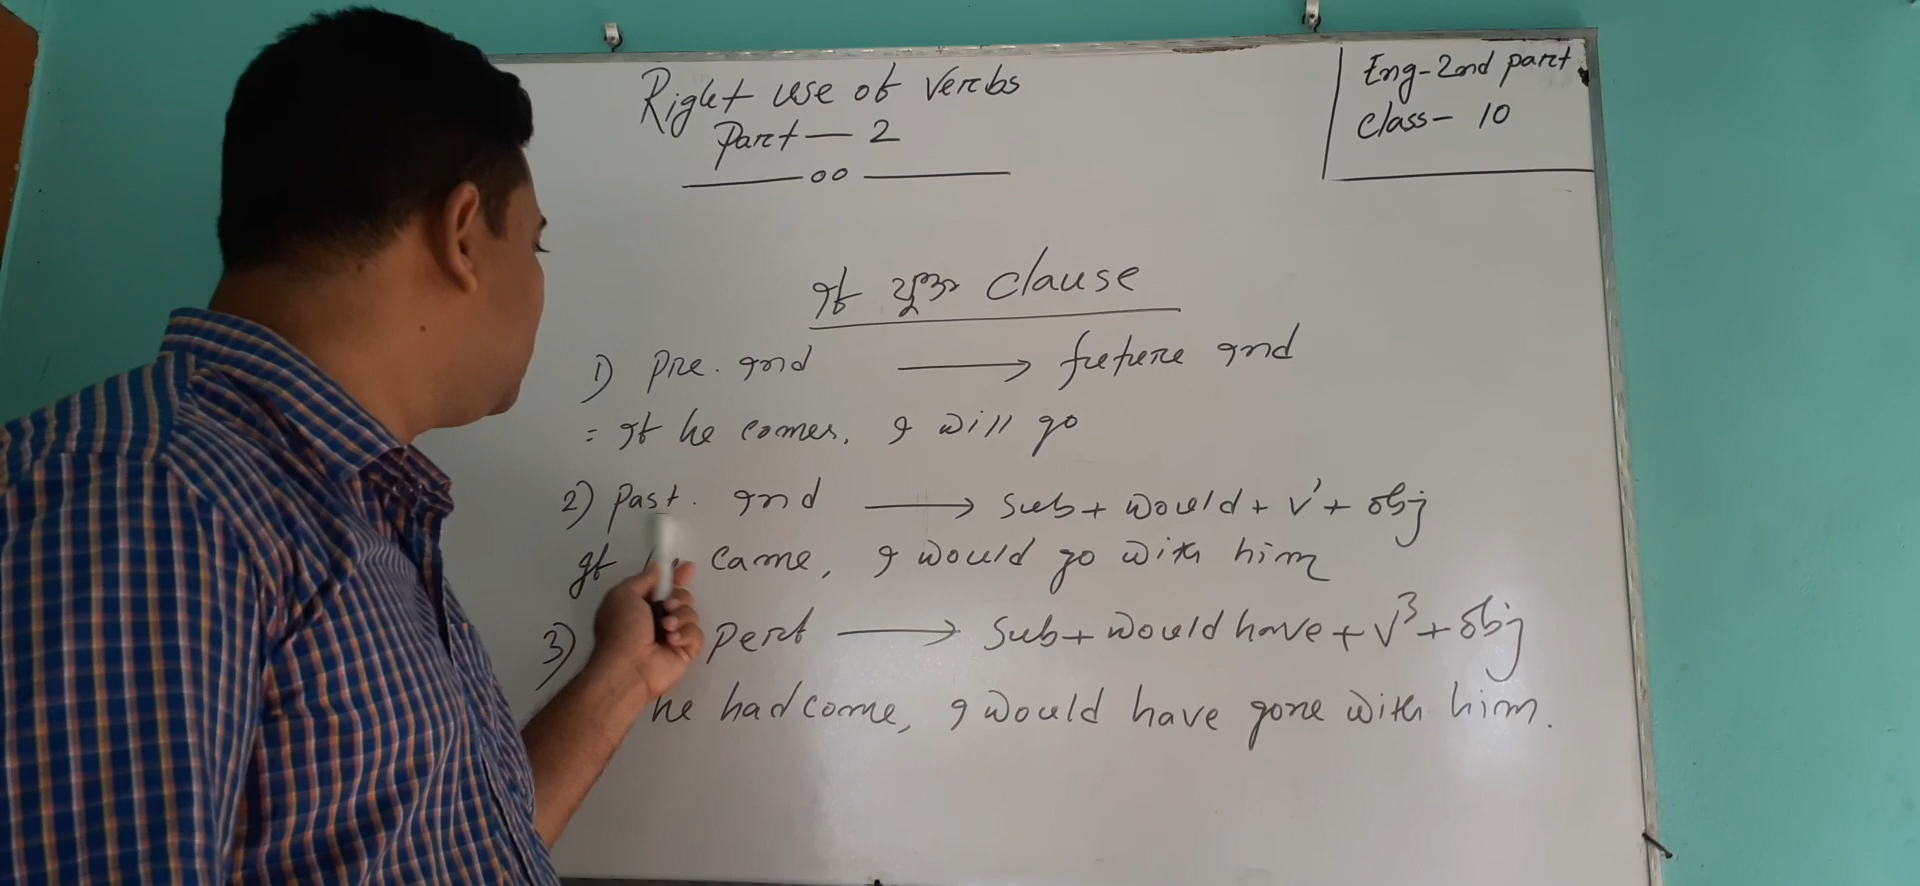 Right use of Verbs
Part — 2
Eng - 2nd part
class - 10
If যুক্ত clause
1) Pre. Ind → future Ind
= If he comes, I will go
2) Past. Ind → Sub + would + V¹ + obj
If came, I would go with him
3) perf → Sub + would have + V³ + obj
he had come, I would have gone with him.